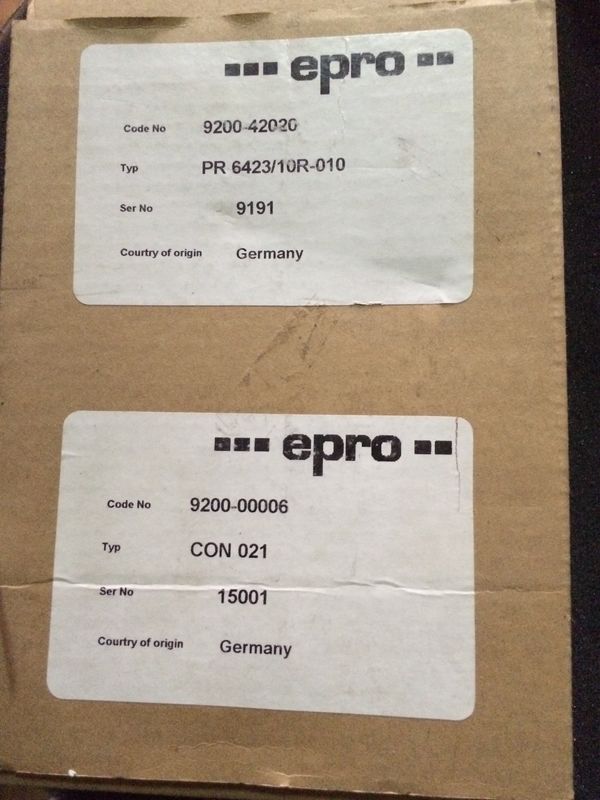 epro
Code No 9200-42020
Typ PR 6423/10R-010
Ser No 9191
Courtry of origin Germany
epro
Code No 9200-00006
Typ CON 021
Ser No 15001
Courtry of origin Germany